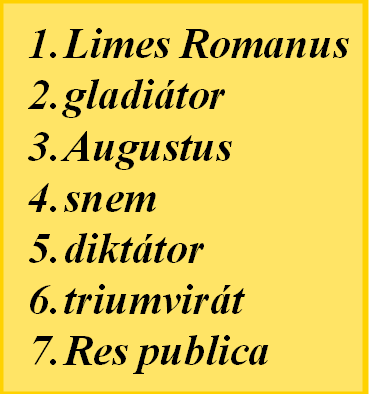 1. Limes Romanus
2. gladiátor
3. Augustus
4. snem
5. diktátor
6. triumvirát
7. Res publica